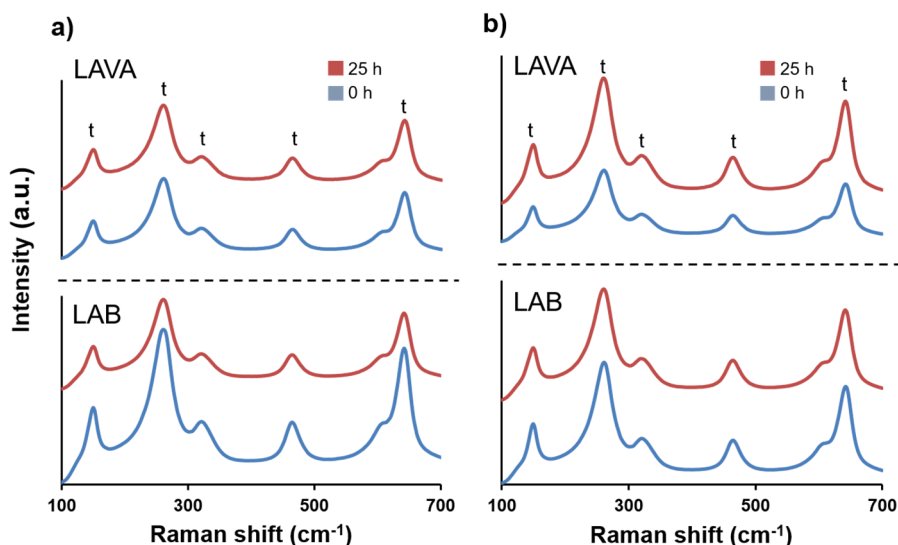 a)
LAVA
25 h
0 h
t
t
t
t
t
LAB
Intensity (a.u.)
100
300
500
700
Raman shift (cm⁻¹)
b)
LAVA
25 h
0 h
t
t
t
t
t
LAB
100
300
500
700
Raman shift (cm⁻¹)